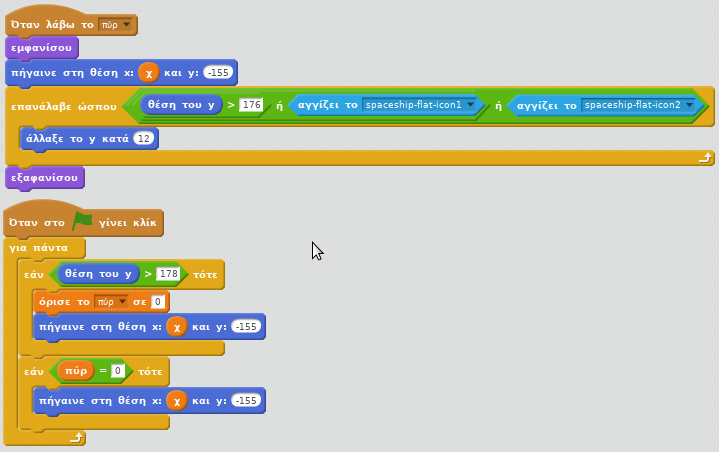 Όταν λάβω το πύρ
εμφανίσου
πήγαινε στη θέση x: χ και y: -155
επανάλαβε ώσπου θέση του y > 176 ή αγγίζει το spaceship-flat-icon1 ή αγγίζει το spaceship-flat-icon2
άλλαξε το y κατά 12
εξαφανίσου
Όταν στο γίνει κλίκ
για πάντα
εάν θέση του y > 178 τότε
όρισε το πύρ σε 0
πήγαινε στη θέση x: χ και y: -155
εάν πύρ = 0 τότε
πήγαινε στη θέση x: χ και y: -155